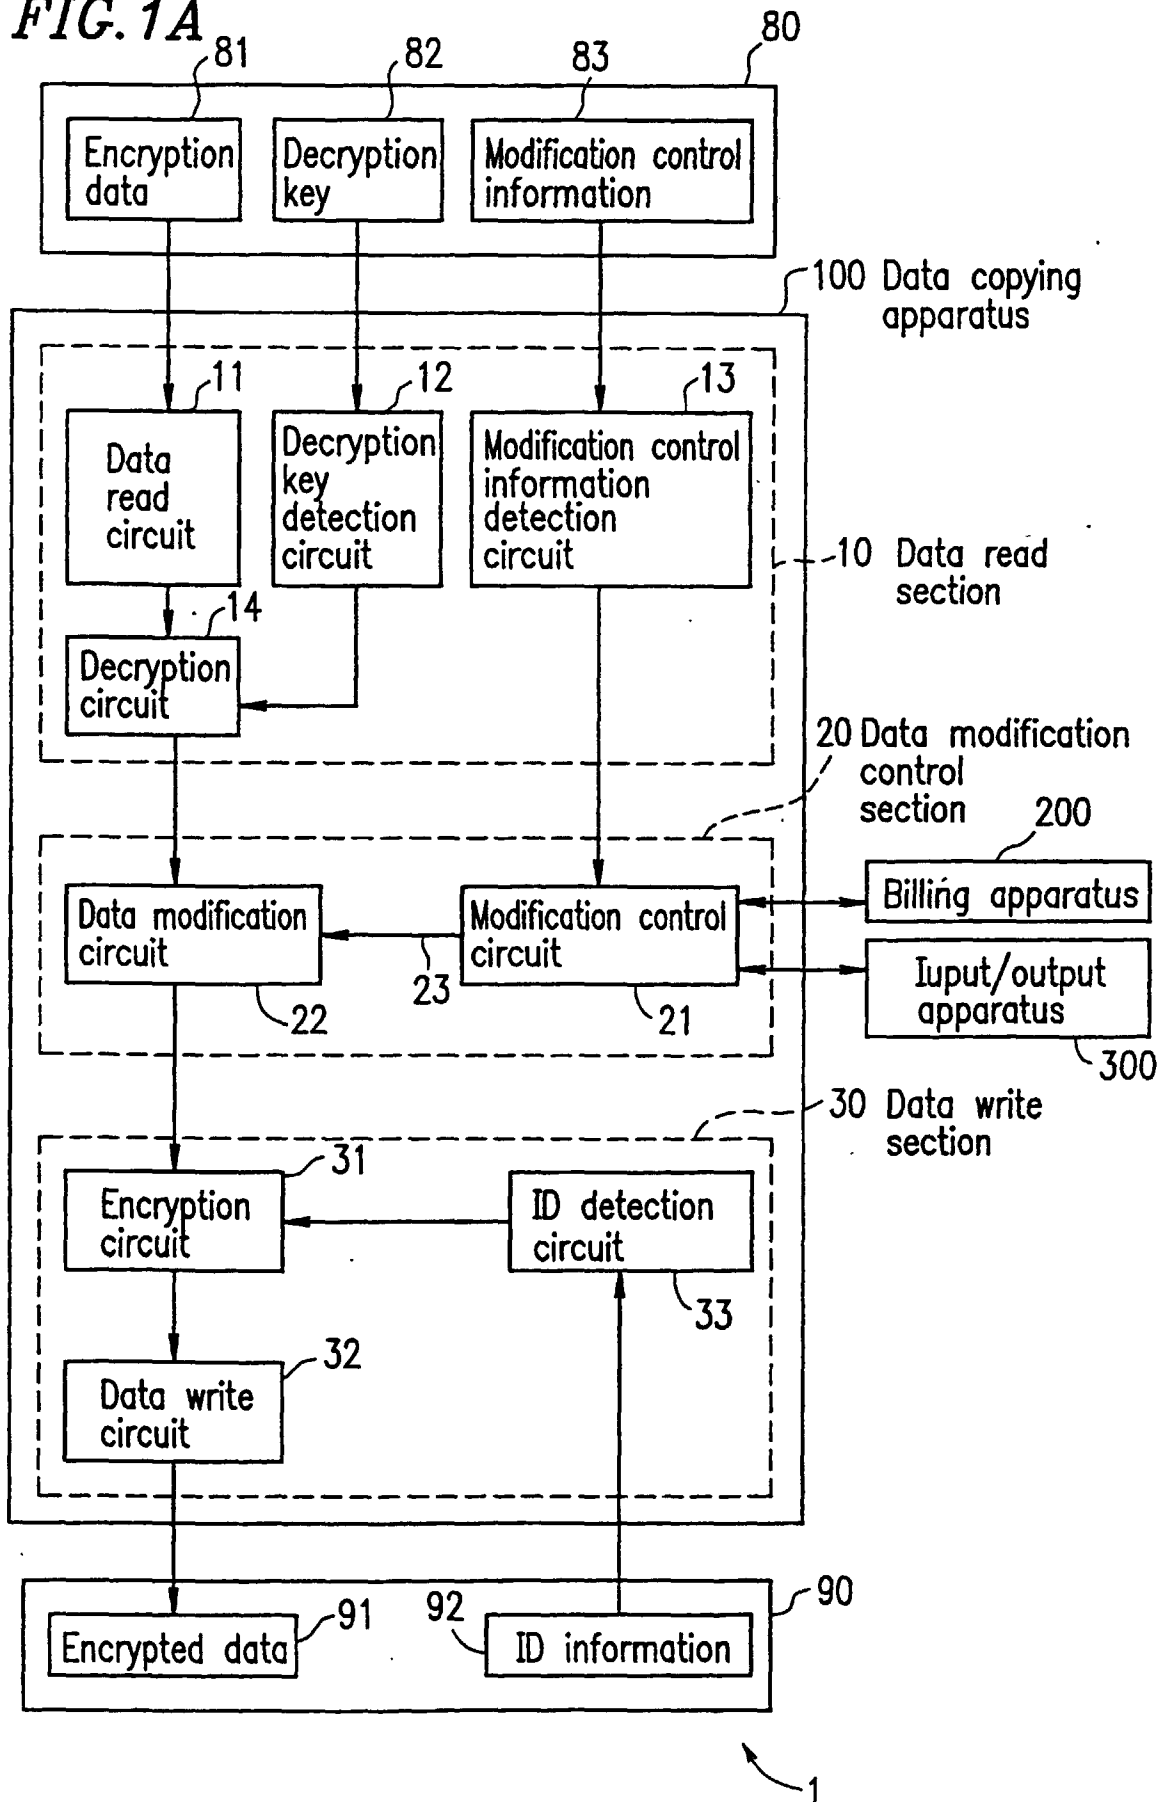 FIG. 1A
80
81
82
83
Encryption
data
Decryption
key
Modification control
information
100 Data copying
apparatus
11
12
13
Data
read
circuit
Decryption
key
detection
circuit
Modification control
information
detection
circuit
10 Data read
section
14
Decryption
circuit
20 Data modification
control
section
200
Billing apparatus
Data modification
circuit
Modification control
circuit
23
22
21
Iuput/output
apparatus
300
30 Data write
section
31
Encryption
circuit
ID detection
circuit
33
32
Data write
circuit
90
91
92
Encrypted data
ID information
1